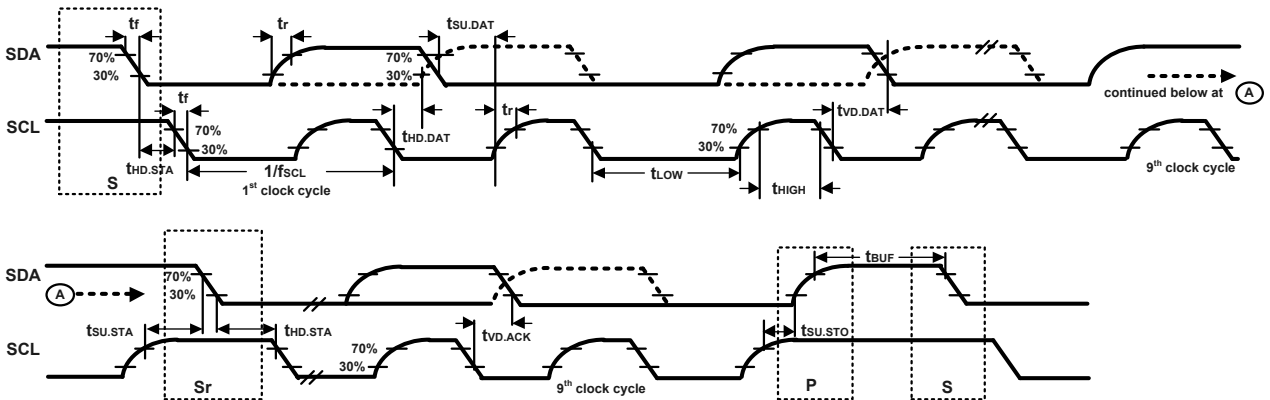 tf
tr
tSU.DAT
SDA
70%
30%
70%
30%
continued below at A
tf
tr
tHD.DAT
tVD.DAT
SCL
70%
30%
70%
30%
tHD.STA
1/fSCL
1st clock cycle
tLOW
tHIGH
9th clock cycle
S
SDA
A
70%
30%
tBUF
tSU.STA
tHD.STA
tVD.ACK
tSU.STO
SCL
70%
30%
Sr
9th clock cycle
P
S